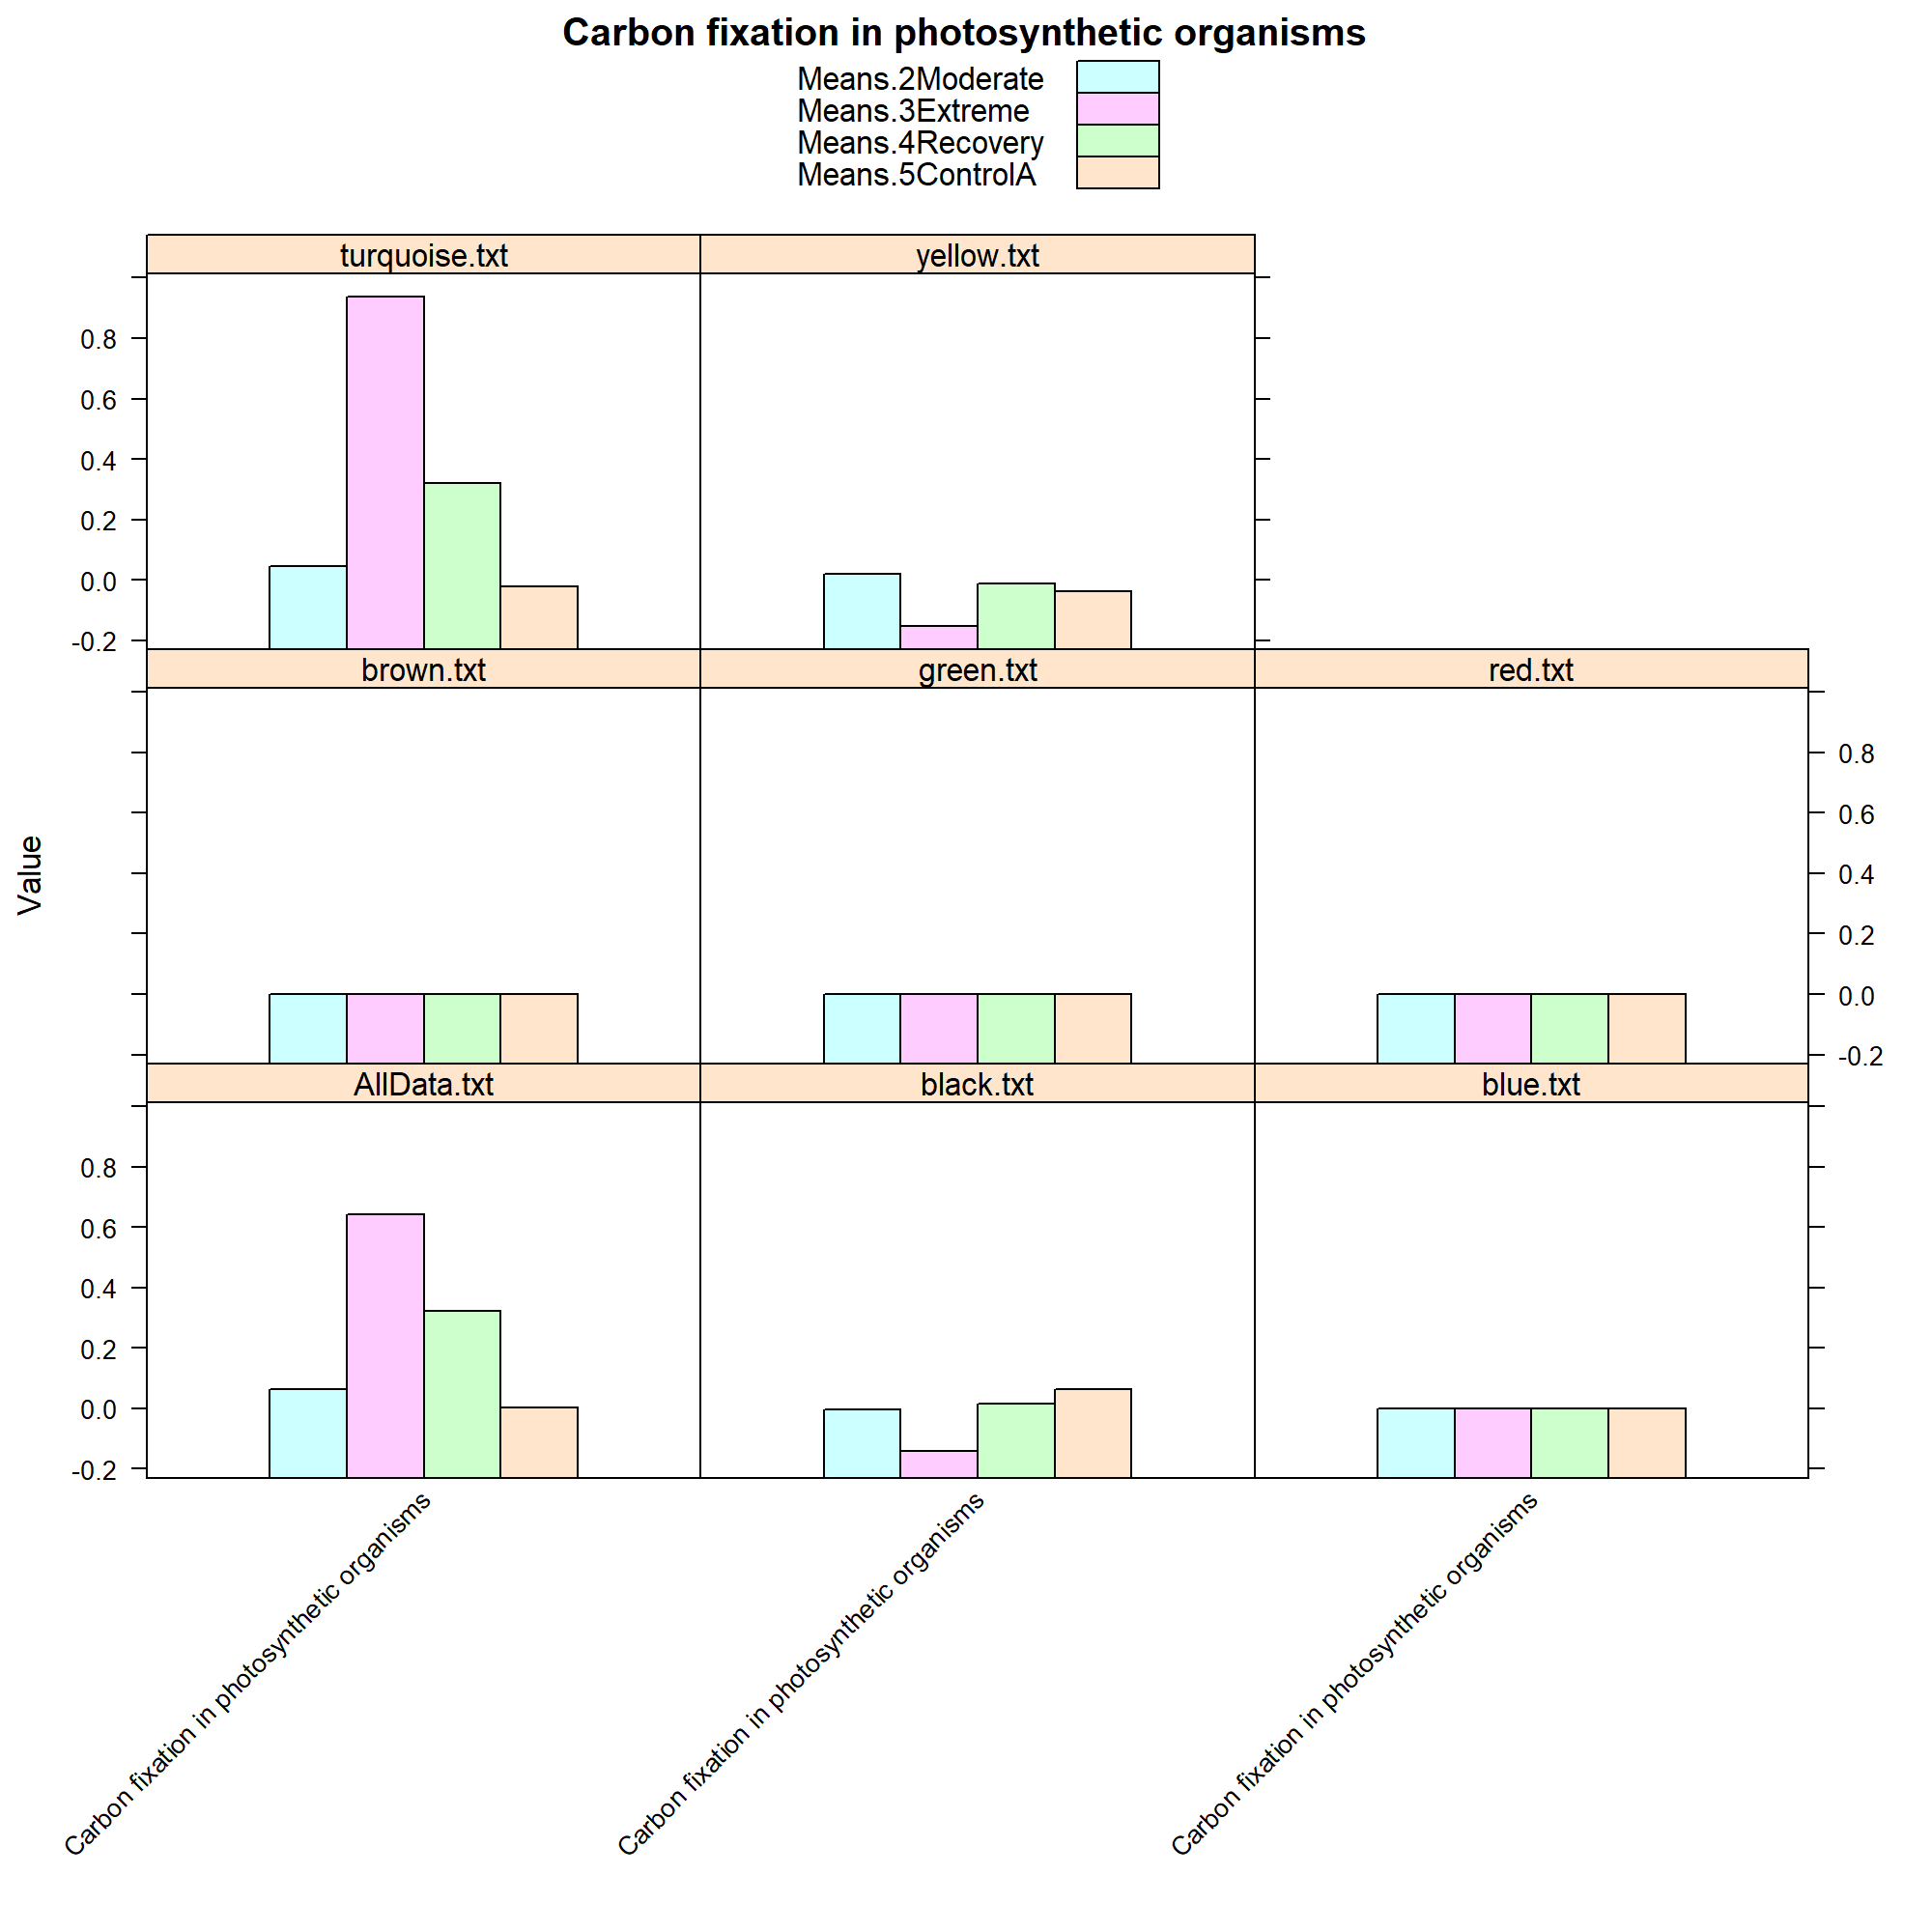 Carbon fixation in photosynthetic organisms
Means.2Moderate
Means.3Extreme
Means.4Recovery
Means.5ControlA
turquoise.txt
yellow.txt
0.8
0.6
0.4
0.2
0.0
-0.2
brown.txt
green.txt
red.txt
0.8
0.6
0.4
0.2
0.0
-0.2
Value
AllData.txt
black.txt
blue.txt
0.8
0.6
0.4
0.2
0.0
-0.2
Carbon fixation in photosynthetic organisms
Carbon fixation in photosynthetic organisms
Carbon fixation in photosynthetic organisms